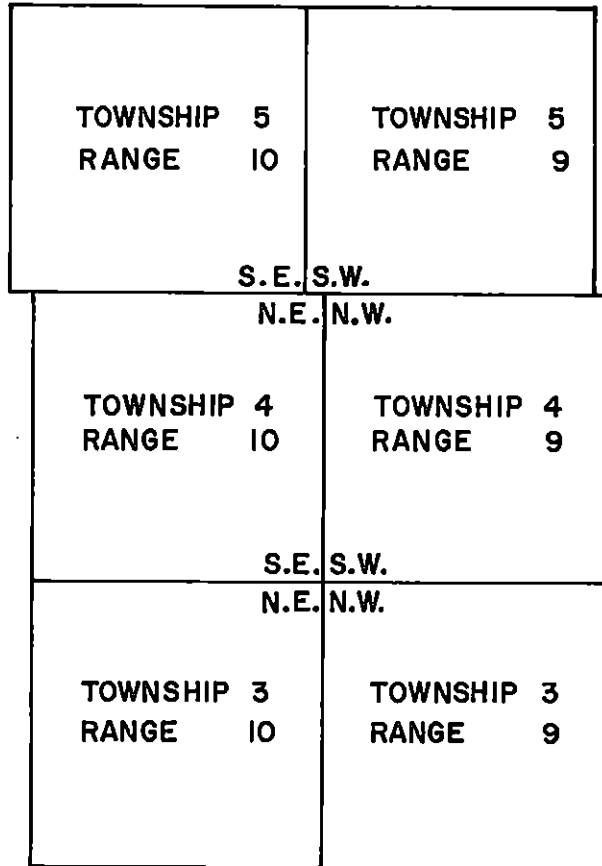 TOWNSHIP 5 TOWNSHIP 5
RANGE 10 RANGE 9
S.E. S.W.
N.E. N.W.
TOWNSHIP 4 TOWNSHIP 4
RANGE 10 RANGE 9
S.E. S.W.
N.E. N.W.
TOWNSHIP 3 TOWNSHIP 3
RANGE 10 RANGE 9